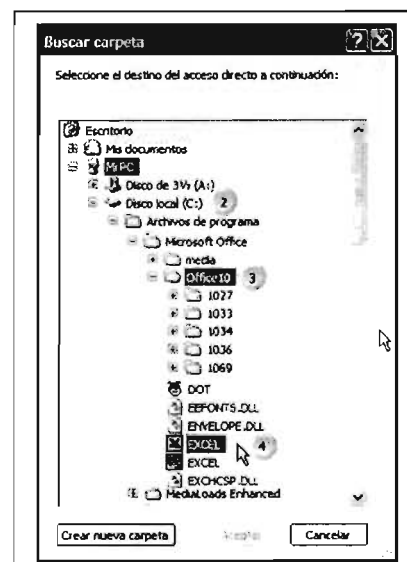 Buscar carpeta
Seleccione el destino del acceso directo a continuación:
Escritorio
Mis documentos
Mi PC
Disco de 3½ (A:)
Disco local (C:) 2
Archivos de programa
Microsoft Office
media
Office10 3
1027
1033
1034
1036
1069
DOT
EEFONTS.DLL
ENVELOPE.DLL
EXCEL 4
EXCEL
EXCHCSP.DLL
MediaLoads Enhanced
Crear nueva carpeta Aceptar Cancelar